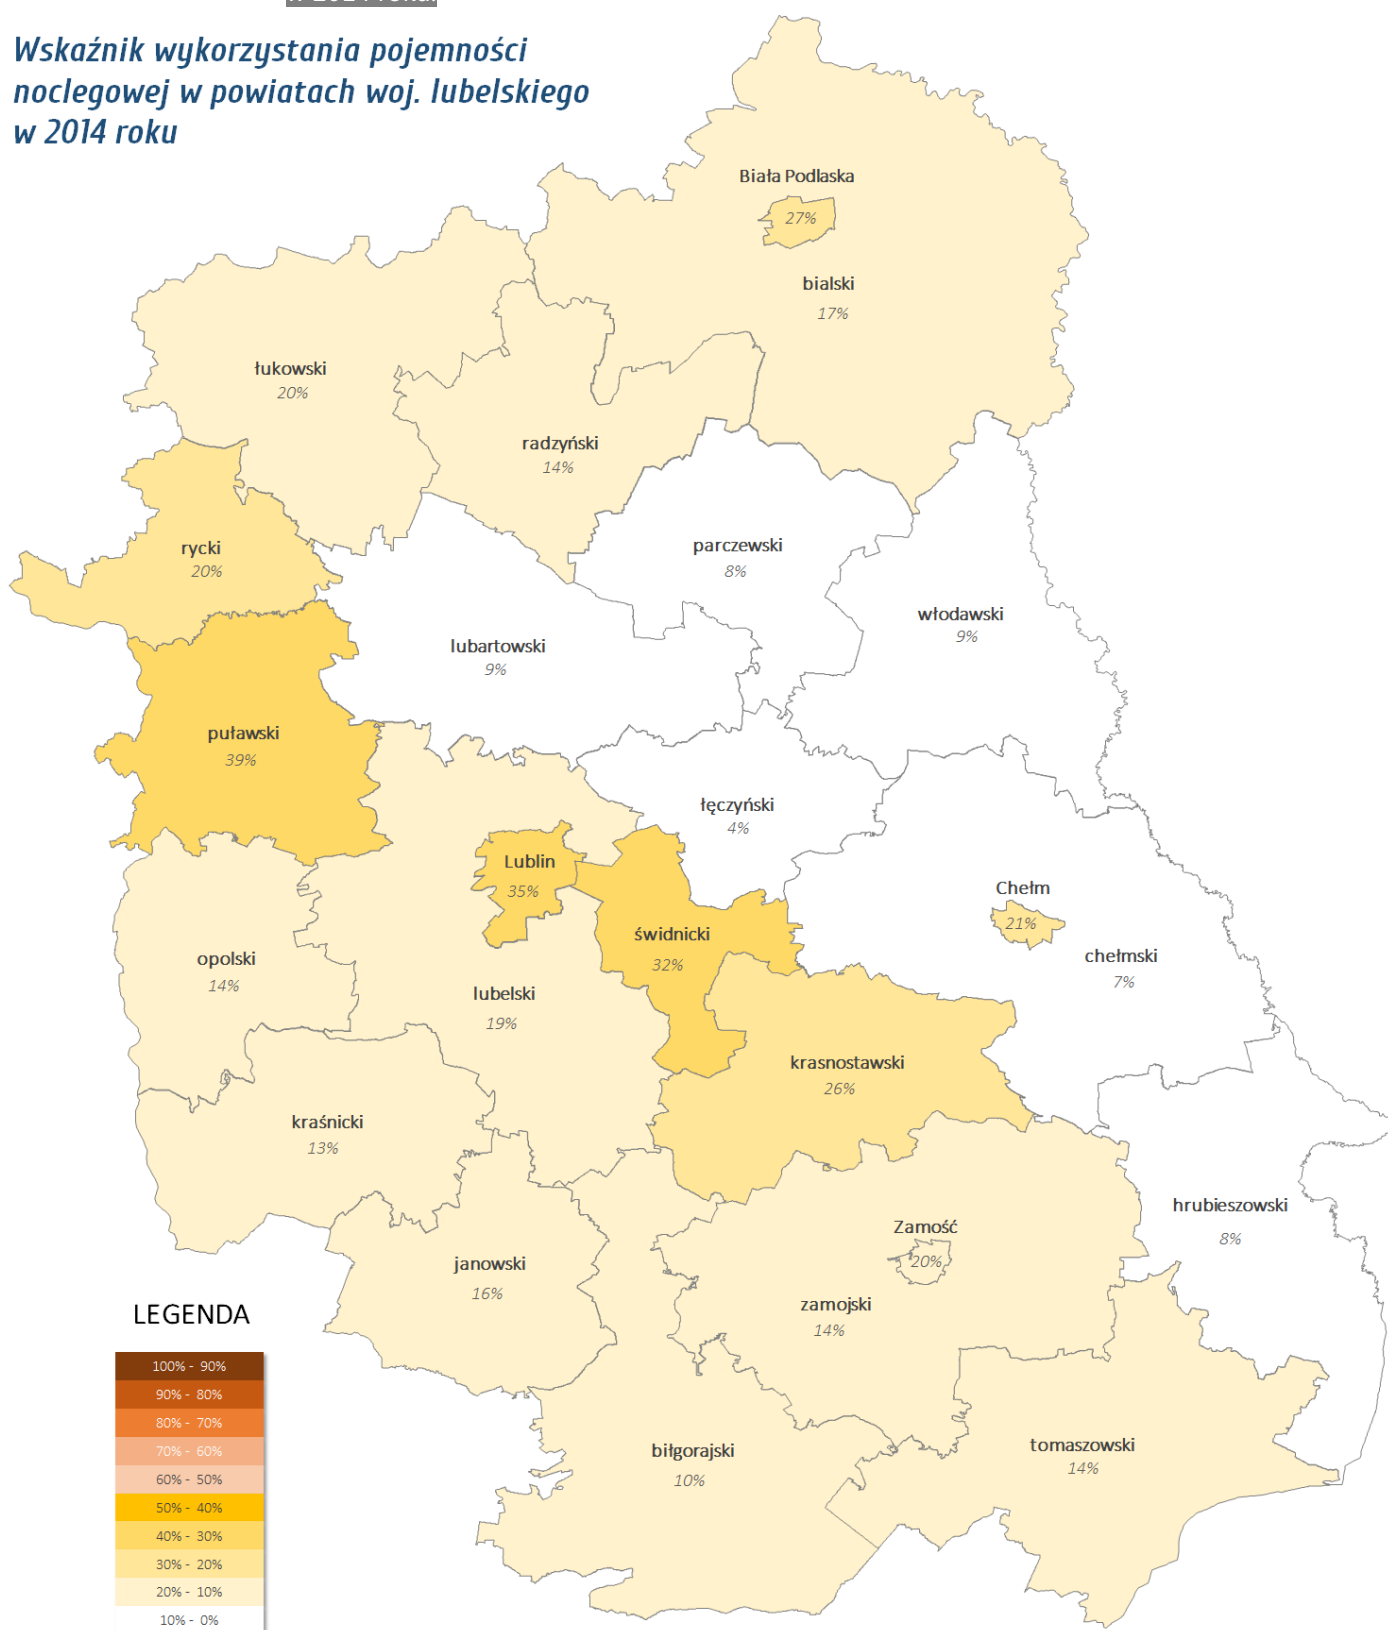 w 2014 roku.
Wskaźnik wykorzystania pojemności
noclegowej w powiatach woj. lubelskiego
w 2014 roku
Biała Podlaska
27%
bialski
17%
łukowski
20%
radzyński
14%
rycki
20%
parczewski
8%
włodawski
9%
lubartowski
9%
puławski
39%
łęczyński
4%
Lublin
35%
Chełm
21%
świdnicki
32%
chełmski
7%
opolski
14%
lubelski
19%
krasnostawski
26%
kraśnicki
13%
hrubieszowski
8%
Zamość
20%
janowski
16%
zamojski
14%
biłgorajski
10%
tomaszowski
14%
LEGENDA
100% - 90%
90% - 80%
80% - 70%
70% - 60%
60% - 50%
50% - 40%
40% - 30%
30% - 20%
20% - 10%
10% - 0%